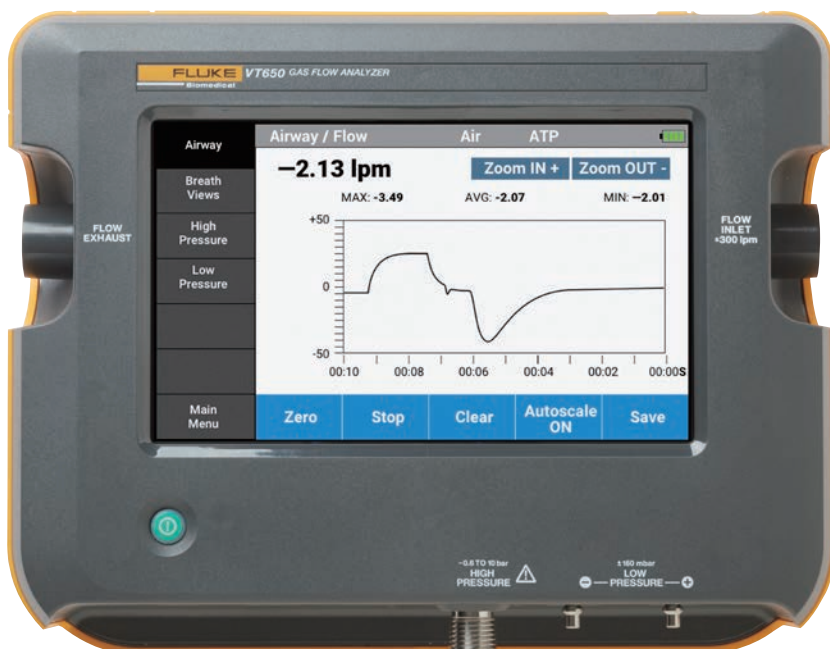 FLUKE VT650 GAS FLOW ANALYZER
Biomedical
Airway
Airway / Flow Air ATP
Breath
Views
High
Pressure
Low
Pressure
Main
Menu
−2.13 lpm
Zoom IN + Zoom OUT -
MAX: -3.49 AVG: -2.07 MIN: −2.01
+50
0
-50
00:10 00:08 00:06 00:04 00:02 00:00S
Zero Stop Clear Autoscale
ON Save
FLOW
EXHAUST
FLOW
INLET
±300 lpm
-0.8 TO 10 bar
HIGH
PRESSURE
±160 mbar
LOW
PRESSURE